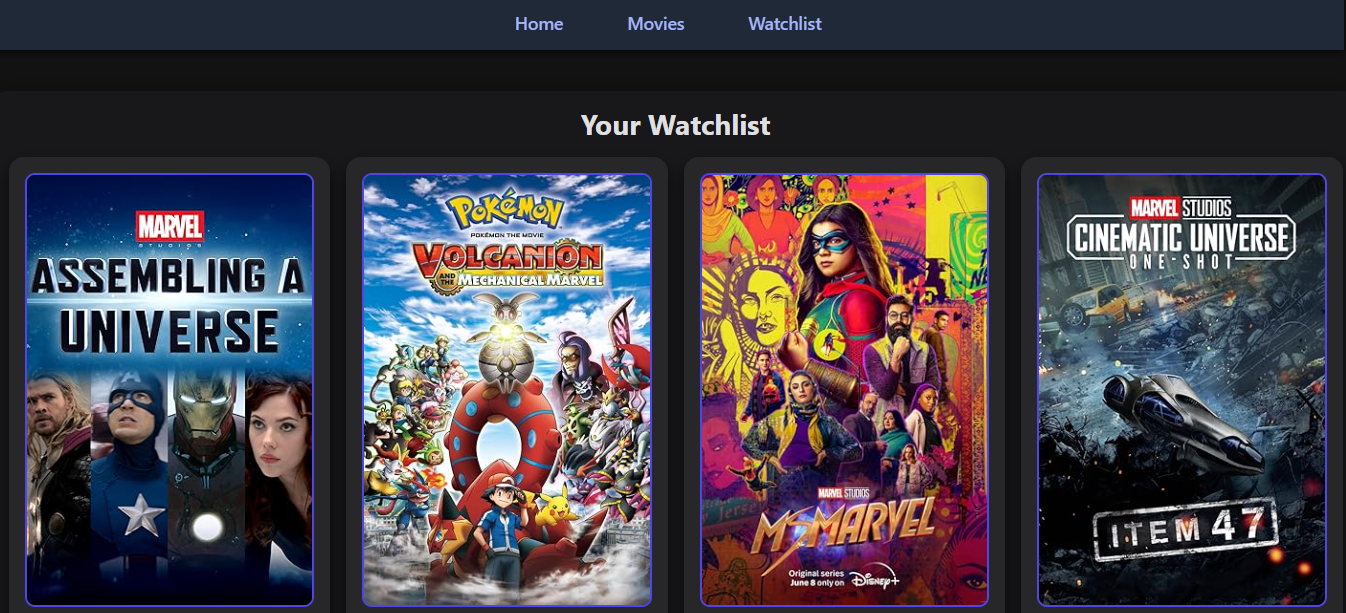 Home Movies Watchlist
Your Watchlist
MARVEL
STUDIOS
ASSEMBLING A
UNIVERSE
POKéMON
POKÉMON THE MOVIE
VOLCANION
AND THE MECHANICAL MARVEL
MARVEL STUDIOS
MS MARVEL
Original series
June 8 only on Disney+
MARVEL STUDIOS
CINEMATIC UNIVERSE
ONE-SHOT
ITEM 47